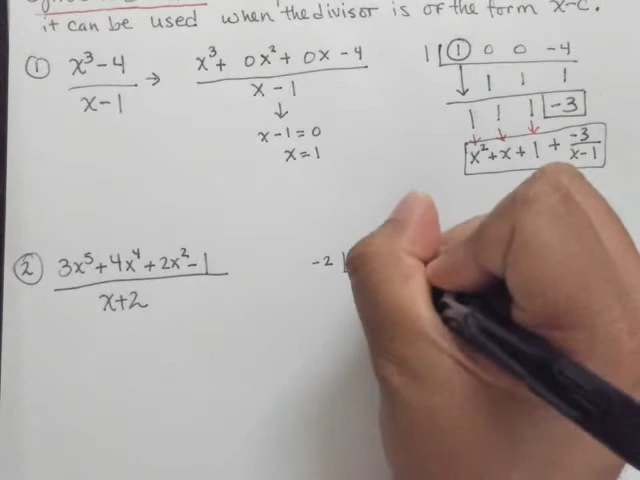 it can be used when the divisor is of the form x-c.
① x³-4 / x-1 → x³+ 0x²+ 0x -4 / x-1
↓
x-1=0
x=1
1| 1 0 0 -4
↓ 1 1 1
1 1 1 -3
x²+x+1 + -3/x-1
② 3x⁵+4x⁴+2x²-1 / x+2
-2